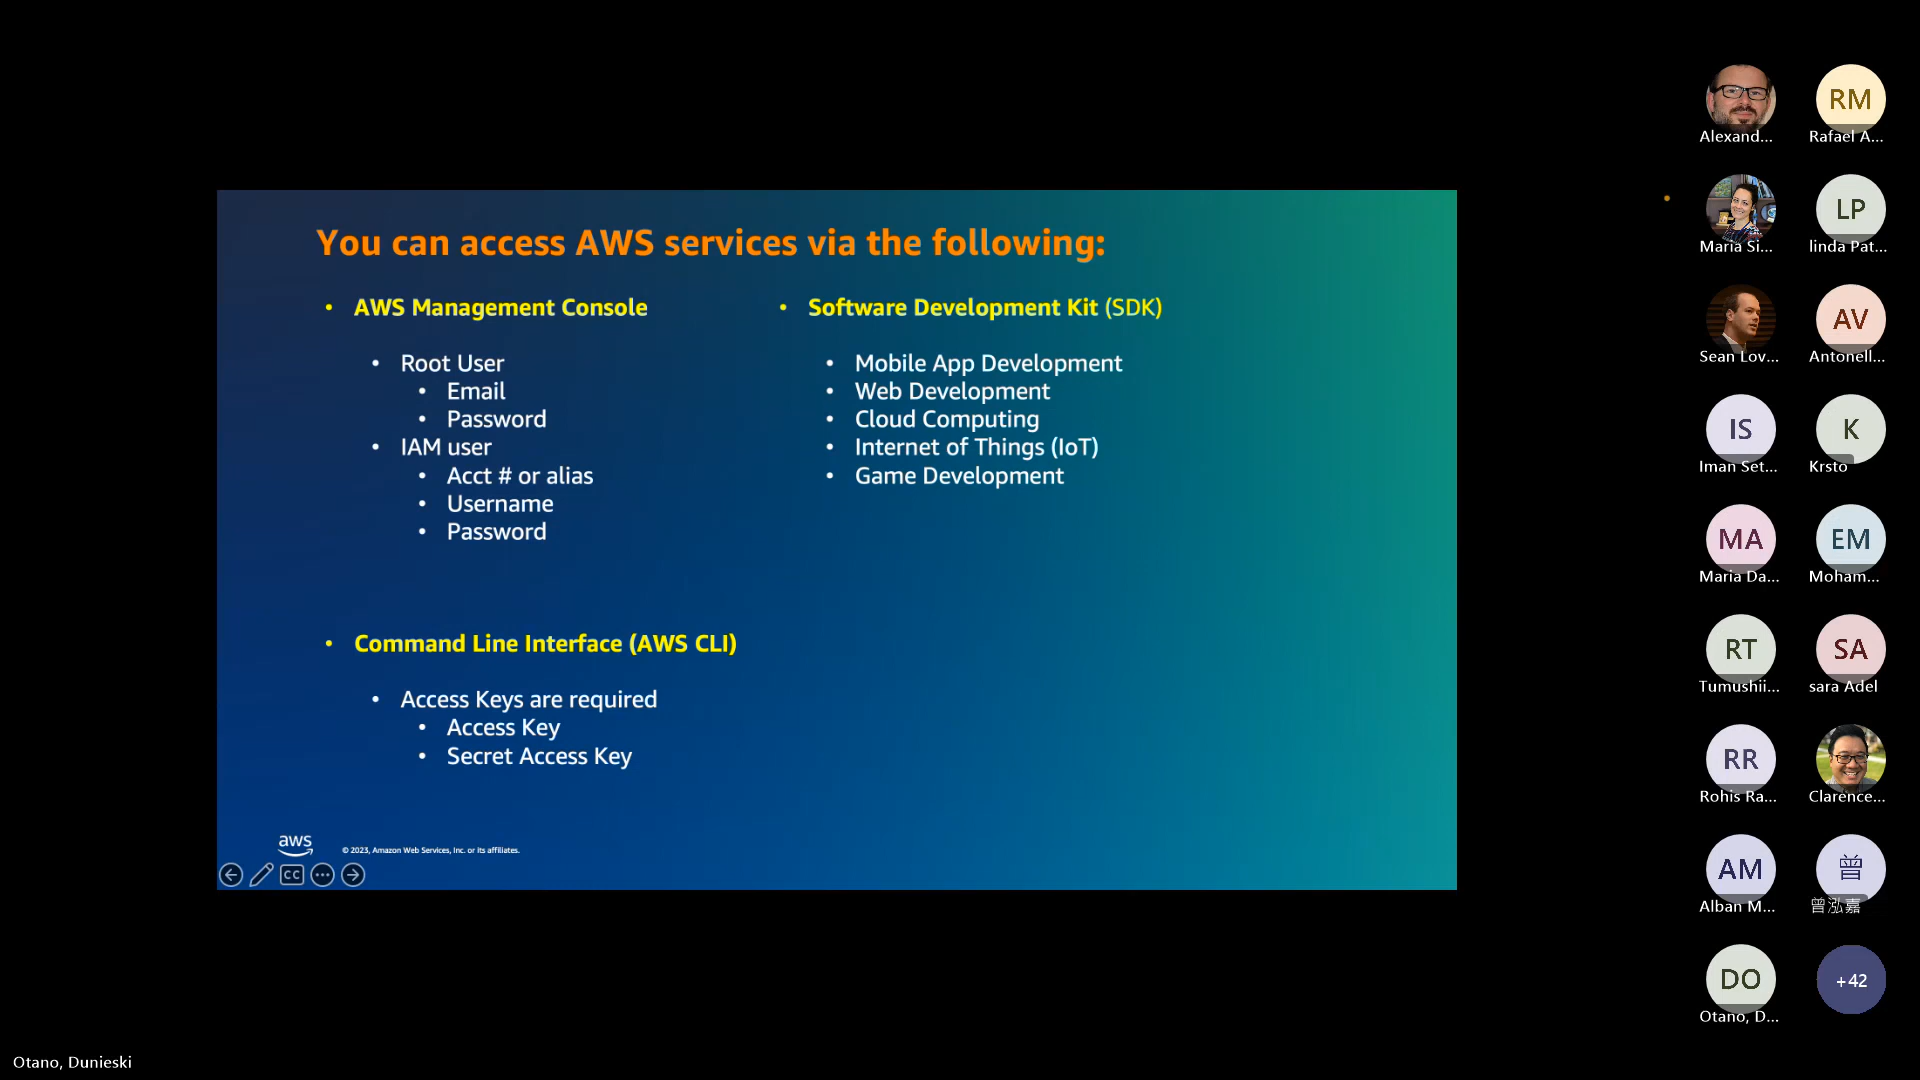 You can access AWS services via the following:
• AWS Management Console
• Root User
• Email
• Password
• IAM user
• Acct # or alias
• Username
• Password
• Command Line Interface (AWS CLI)
• Access Keys are required
• Access Key
• Secret Access Key
• Software Development Kit (SDK)
• Mobile App Development
• Web Development
• Cloud Computing
• Internet of Things (IoT)
• Game Development
aws
© 2023, Amazon Web Services, Inc. or its affiliates.
CC
Alexand...
RM
Rafael A...
Maria Si...
LP
linda Pat...
Sean Lov...
AV
Antonell...
IS
Iman Set...
K
Krsto
MA
Maria Da...
EM
Moham...
RT
Tumushii...
SA
sara Adel
RR
Rohis Ra...
Clarence...
AM
Alban M...
曾
曾泓嘉
DO
Otano, D...
+42
Otano, Dunieski